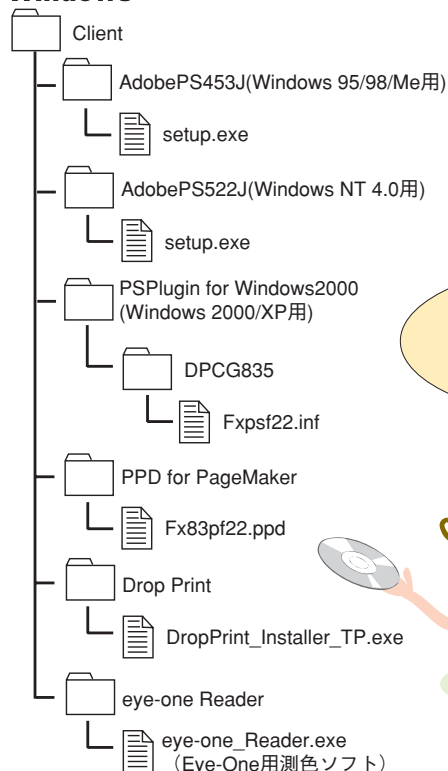 Windows
Client
AdobePS453J(Windows 95/98/Me用)
setup.exe
AdobePS522J(Windows NT 4.0用)
setup.exe
PSPlugin for Windows2000
(Windows 2000/XP用)
DPCG835
Fxpsf22.inf
PPD for PageMaker
Fx83pf22.ppd
Drop Print
DropPrint_Installer_TP.exe
eye-one Reader
eye-one_Reader.exe
（Eye-One用測色ソフト）